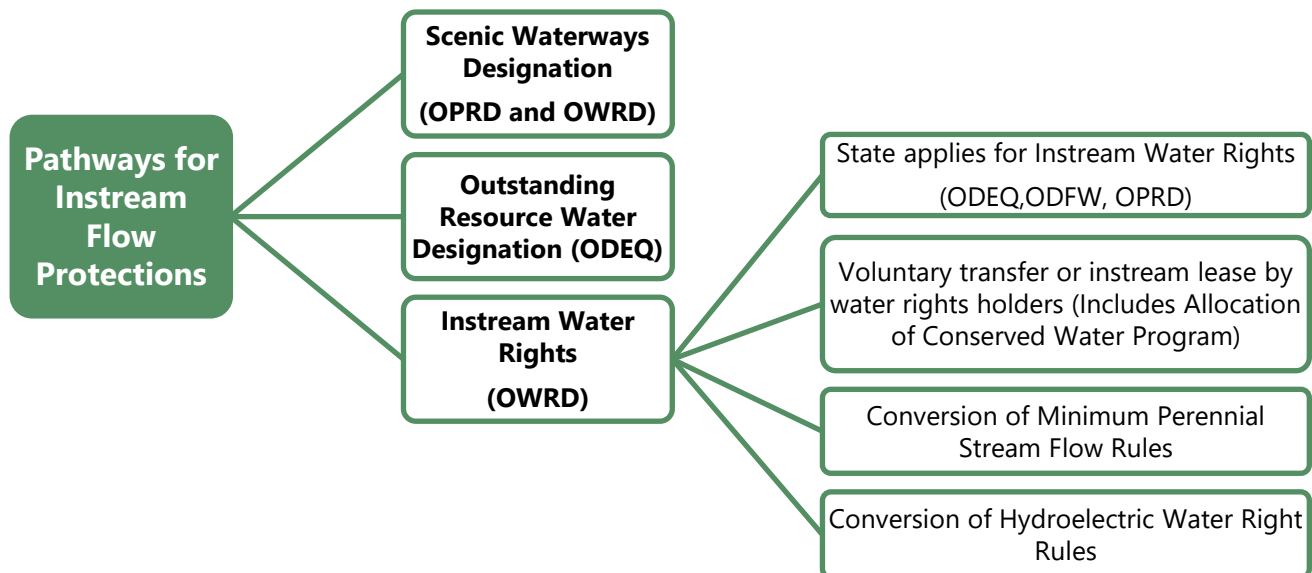 Pathways for
Instream
Flow
Protections
Scenic Waterways
Designation
(OPRD and OWRD)
Outstanding
Resource Water
Designation (ODEQ)
Instream Water
Rights
(OWRD)
State applies for Instream Water Rights
(ODEQ,ODFW, OPRD)
Voluntary transfer or instream lease by
water rights holders (Includes Allocation
of Conserved Water Program)
Conversion of Minimum Perennial
Stream Flow Rules
Conversion of Hydroelectric Water Right
Rules